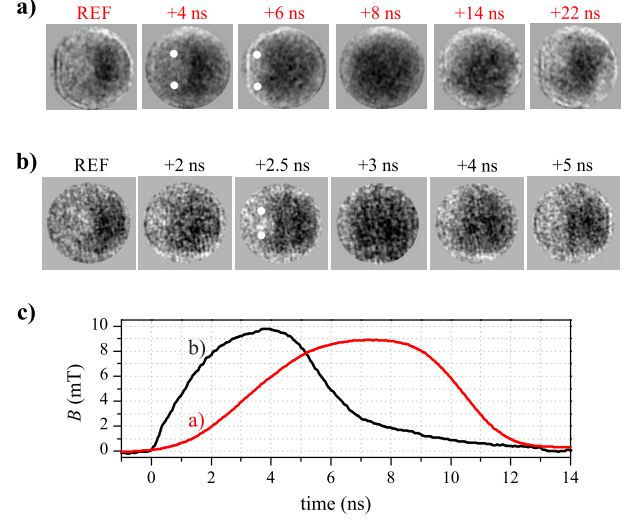 a)
REF +4 ns +6 ns +8 ns +14 ns +22 ns
b)
REF +2 ns +2.5 ns +3 ns +4 ns +5 ns
c)
10
8
6
4
2
0
B (mT)
b)
a)
0 2 4 6 8 10 12 14
time (ns)